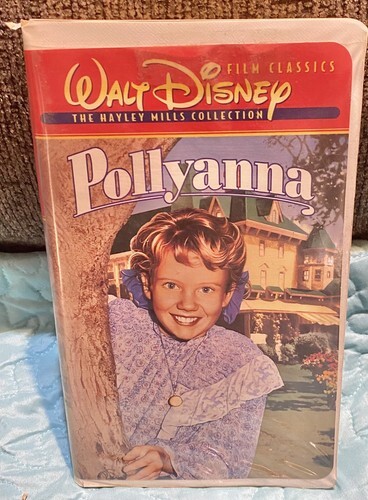 FILM CLASSICS
WALT DISNEY
THE HAYLEY MILLS COLLECTION
Pollyanna